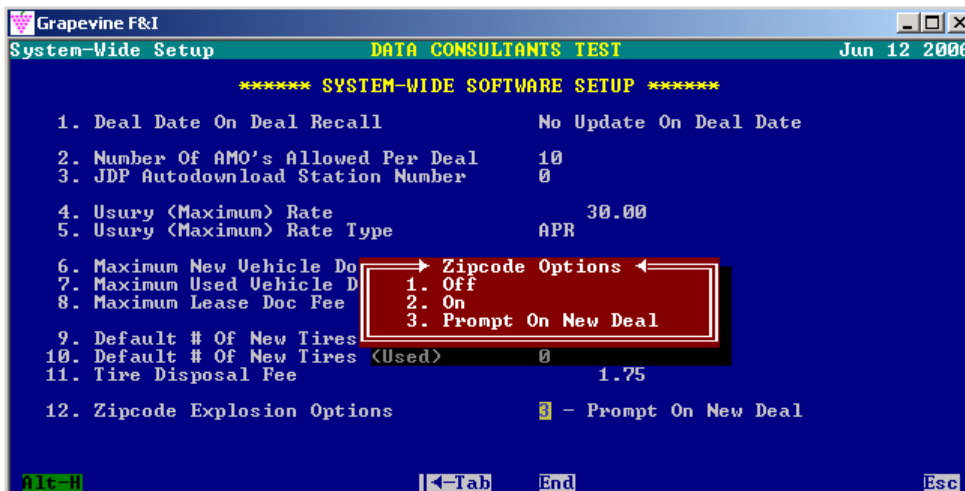 Grapevine F&I
System-Wide Setup DATA CONSULTANTS TEST Jun 12 2006
****** SYSTEM-WIDE SOFTWARE SETUP ******
1. Deal Date On Deal Recall No Update On Deal Date
2. Number Of AMO's Allowed Per Deal 10
3. JDP Autodownload Station Number 0
4. Usury (Maximum) Rate 30.00
5. Usury (Maximum) Rate Type APR
6. Maximum New Vehicle Do
7. Maximum Used Vehicle D
8. Maximum Lease Doc Fee
Zipcode Options
1. Off
2. On
3. Prompt On New Deal
9. Default # Of New Tires
10. Default # Of New Tires (Used) 0
11. Tire Disposal Fee 1.75
12. Zipcode Explosion Options 3 - Prompt On New Deal
Alt-H |◄-Tab End Esc